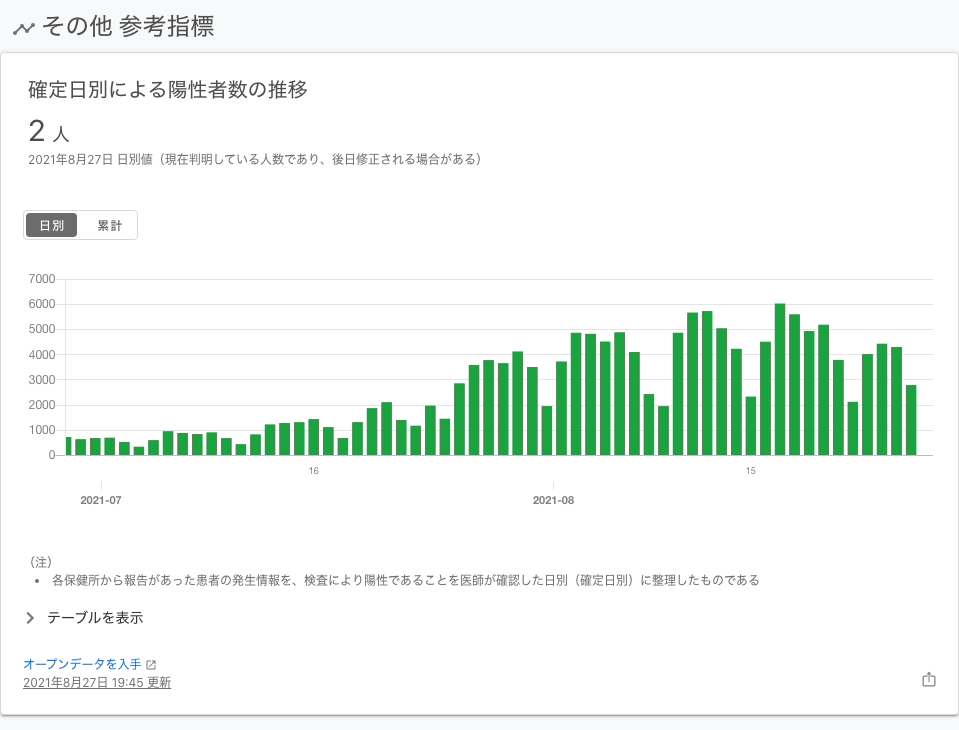 その他 参考指標
確定日別による陽性者数の推移
2 人
2021年8月27日 日別値（現在判明している人数であり、後日修正される場合がある）
日別 累計
7000
6000
5000
4000
3000
2000
1000
0
16 15
2021-07 2021-08
（注）
• 各保健所から報告があった患者の発生情報を、検査により陽性であることを医師が確認した日別（確定日別）に整理したものである
テーブルを表示
オープンデータを入手
2021年8月27日 19:45 更新